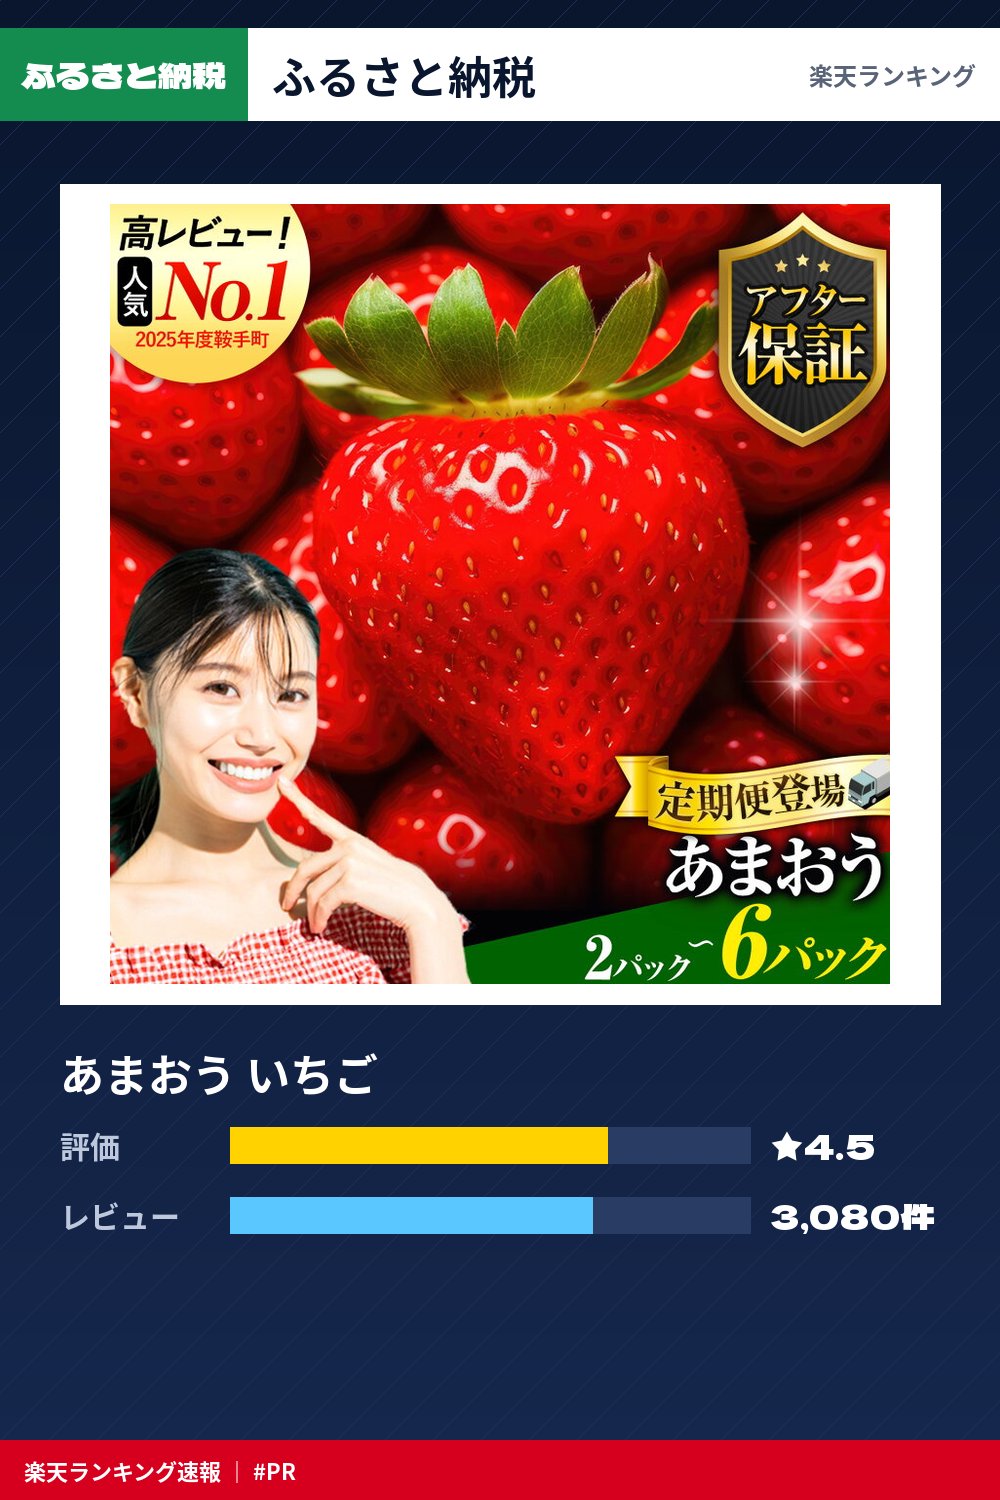 ふるさと納税
ふるさと納税
楽天ランキング
高レビュー!
人気
No.1
2025年度鞍手町
アフター
保証
定期便登場
あまおう
2パック~6パック
あまおう いちご
評価
★4.5
レビュー
3,080件
楽天ランキング速報 | #PR